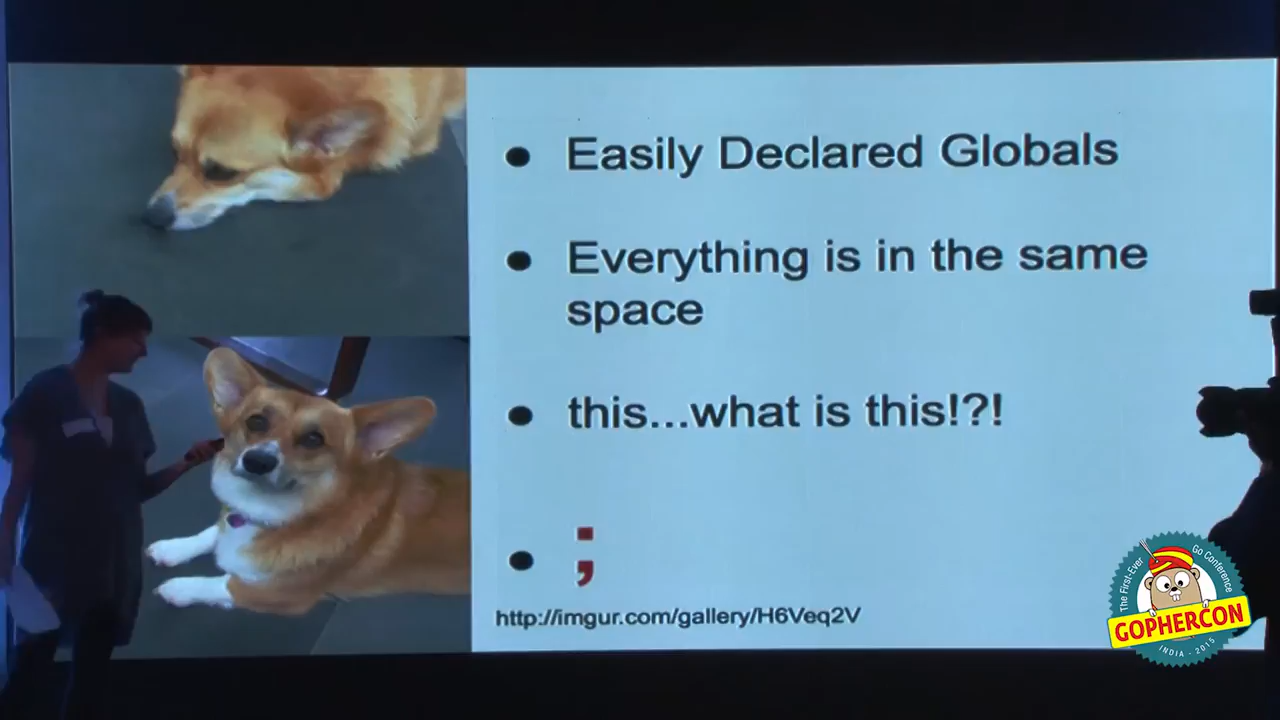 Easily Declared Globals
Everything is in the same
space
this...what is this!?!
;
http://imgur.com/gallery/H6Veq2V
The First-Ever
Go Conference
GOPHERCON
INDIA - 2015